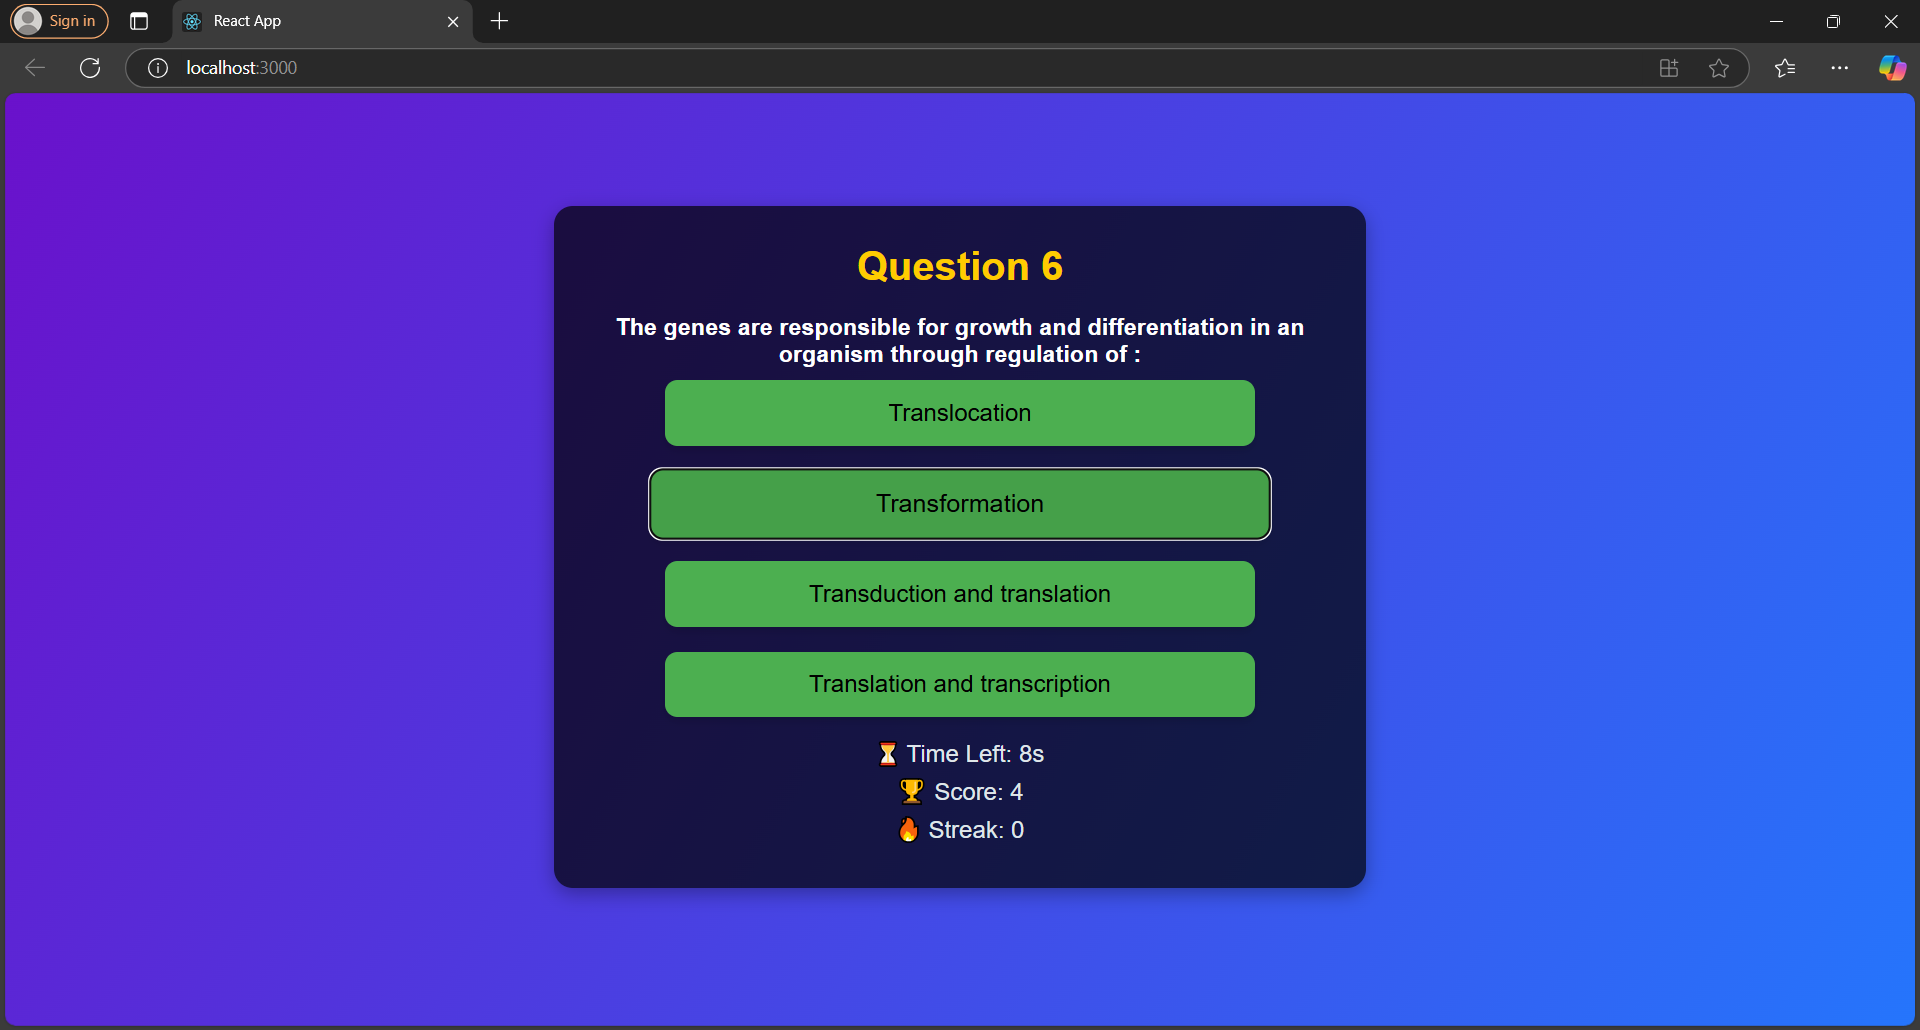 Sign in
React App
localhost:3000
Question 6
The genes are responsible for growth and differentiation in an
organism through regulation of :
Translocation
Transformation
Transduction and translation
Translation and transcription
⏳ Time Left: 8s
🏆 Score: 4
🔥 Streak: 0